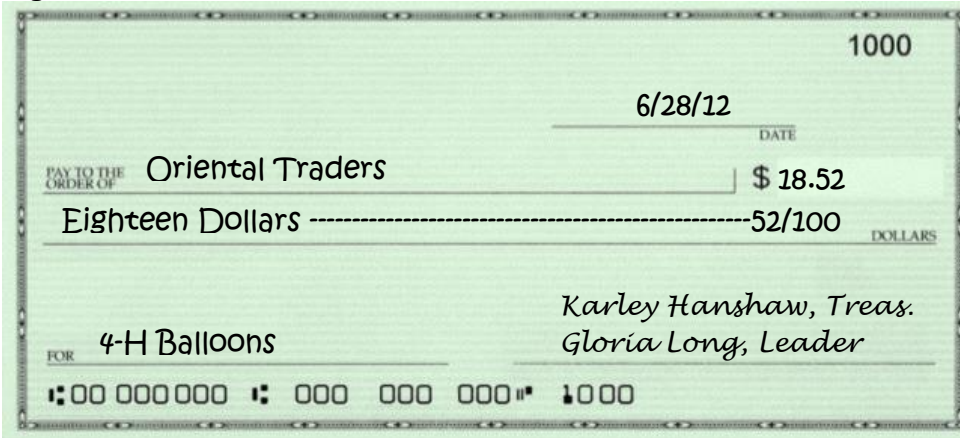 1000
6/28/12
DATE
PAY TO THE
ORDER OF Oriental Traders $ 18.52
Eighteen Dollars ----------------------------------------------------52/100
DOLLARS
Karley Hanshaw, Treas.
FOR 4-H Balloons Gloria Long, Leader
⑆00 000000 ⑆ 000 000 000⑈ 1000